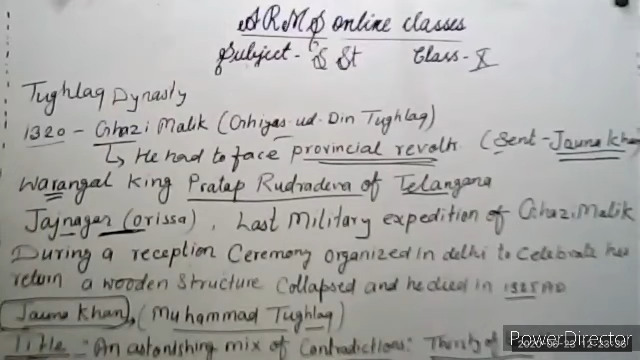 ARMS online classes
Subject - S St Class - X
Tughlaq Dynasty
1320 - Ghazi Malik (Ghiyas-ud-Din Tughlaq)
↳ He had to face provincial revolt (Sent - Jauna khan
Warangal king Pratap Rudradeva of Telangana
Jajnagar (Orissa), Last Military expedition of Ghazi Malik
During a reception Ceremony organized in delhi to Celebrate his
return a wooden structure Collapsed and he died in 1325 AD
Jauna khan, (Muhammad Tughlaq)
Title - "An astonishing mix of Contradictions: Thirsty of
PowerDirector